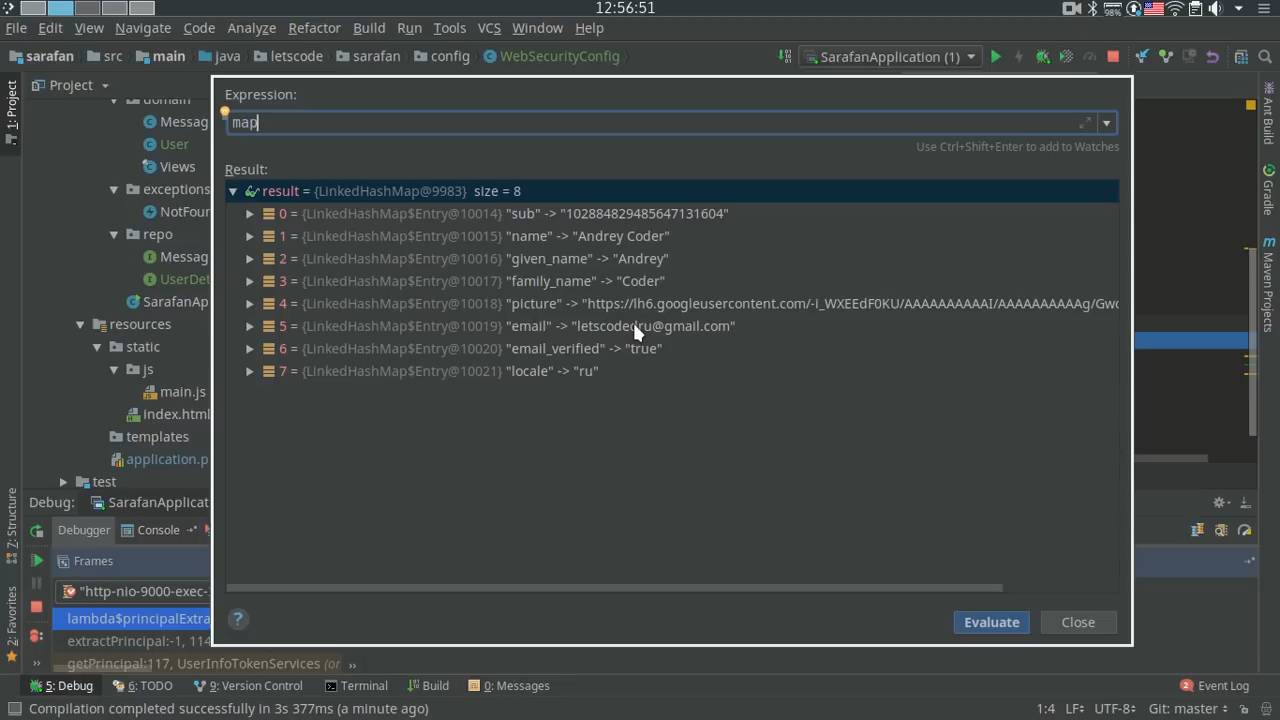 12:56:51
98%
File Edit View Navigate Code Analyze Refactor Build Run Tools VCS Window Help
sarafan src main java letscode sarafan config WebSecurityConfig SarafanApplication (1)
1: Project
Project
domain
Messag
User
Views
exceptions
NotFour
repo
Messag
UserDet
SarafanAp
resources
static
js
main.js
index.html
templates
application.p
test
Expression:
map
Use Ctrl+Shift+Enter to add to Watches
Result:
result = {LinkedHashMap@9983} size = 8
0 = {LinkedHashMap$Entry@10014} "sub" -> "102884829485647131604"
1 = {LinkedHashMap$Entry@10015} "name" -> "Andrey Coder"
2 = {LinkedHashMap$Entry@10016} "given_name" -> "Andrey"
3 = {LinkedHashMap$Entry@10017} "family_name" -> "Coder"
4 = {LinkedHashMap$Entry@10018} "picture" -> "https://lh6.googleusercontent.com/-i_WXEEdF0KU/AAAAAAAAAAI/AAAAAAAAAAg/Gwc
5 = {LinkedHashMap$Entry@10019} "email" -> "letscodedru@gmail.com"
6 = {LinkedHashMap$Entry@10020} "email_verified" -> "true"
7 = {LinkedHashMap$Entry@10021} "locale" -> "ru"
? Evaluate Close
Ant Build
Gradle
Maven Projects
7: Structure
2: Favorites
Debug: SarafanApplicat
Debugger Console
Frames
"http-nio-9000-exec-
lambda$principalExtra
extractPrincipal:-1, 114
getPrincipal:117, UserInfoTokenServices (or
5: Debug 6: TODO 9: Version Control Terminal Build 0: Messages 2 Event Log
Compilation completed successfully in 3s 377ms (a minute ago) 1:4 LF÷ UTF-8÷ Git: master÷